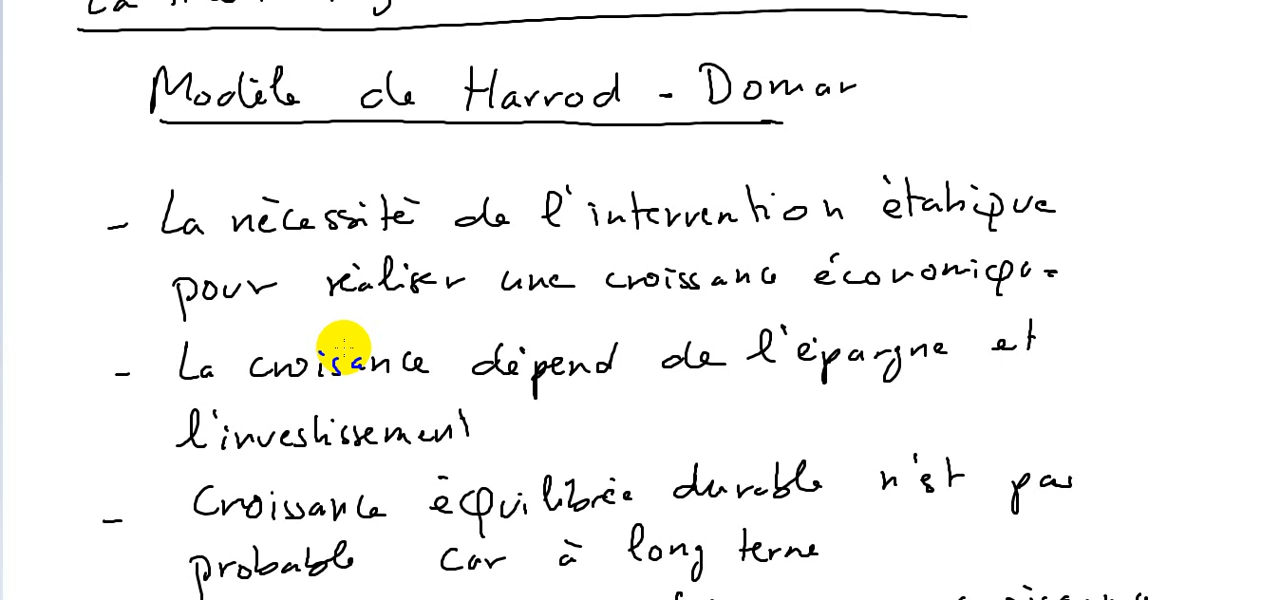 Modèle de Harrod - Domar
- La nécessité de l'intervention étatique
pour réaliser une croissance économique
- La croisance dépend de l'épargne et
l'investissement
- Croissance équilibrée durable n'est pas
probable car à long terme